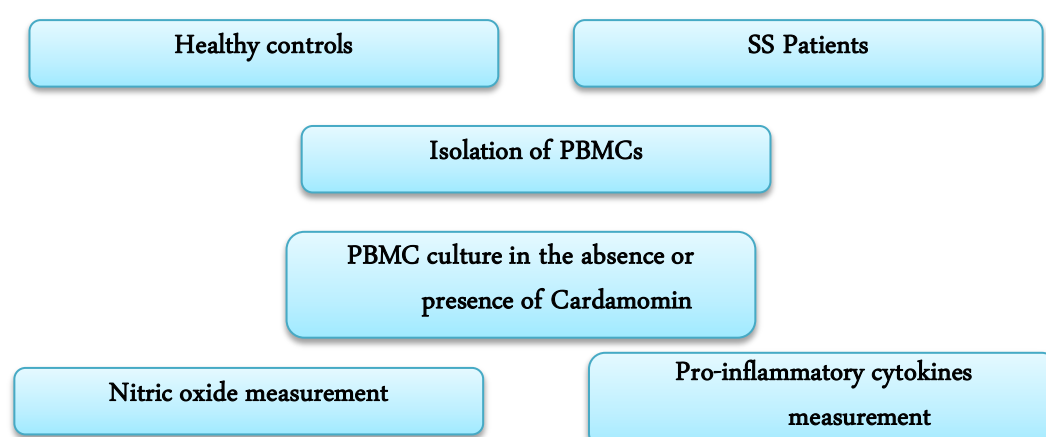 Healthy controls
SS Patients
Isolation of PBMCs
PBMC culture in the absence or
presence of Cardamomin
Nitric oxide measurement
Pro-inflammatory cytokines
measurement